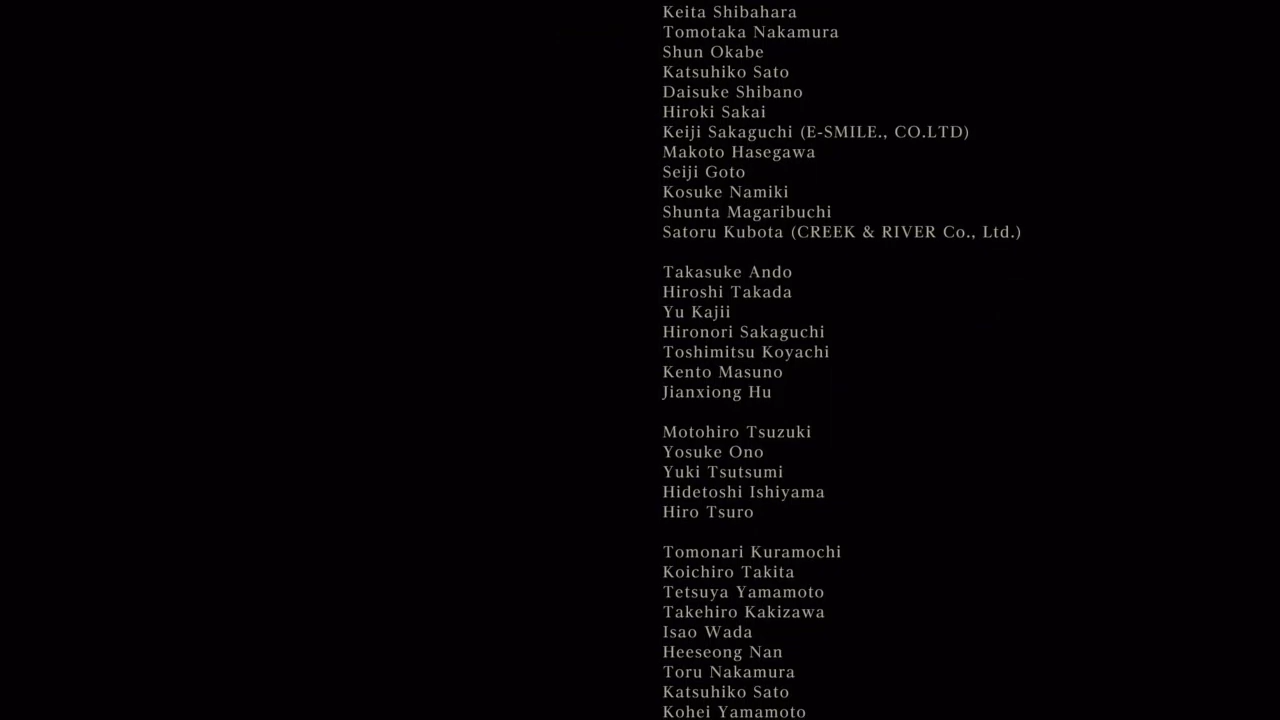 Keita Shibahara
Tomotaka Nakamura
Shun Okabe
Katsuhiko Sato
Daisuke Shibano
Hiroki Sakai
Keiji Sakaguchi (E-SMILE., CO.LTD)
Makoto Hasegawa
Seiji Goto
Kosuke Namiki
Shunta Magaribuchi
Satoru Kubota (CREEK & RIVER Co., Ltd.)
Takasuke Ando
Hiroshi Takada
Yu Kajii
Hironori Sakaguchi
Toshimitsu Koyachi
Kento Masuno
Jianxiong Hu
Motohiro Tsuzuki
Yosuke Ono
Yuki Tsutsumi
Hidetoshi Ishiyama
Hiro Tsuro
Tomonari Kuramochi
Koichiro Takita
Tetsuya Yamamoto
Takehiro Kakizawa
Isao Wada
Heeseong Nan
Toru Nakamura
Katsuhiko Sato
Kohei Yamamoto